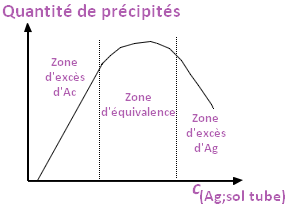 Quantité de précipités
Zone
d'excès
d'Ac
Zone
d'équivalence
Zone
d'excès
d'Ag
C(Ag;sol tube)